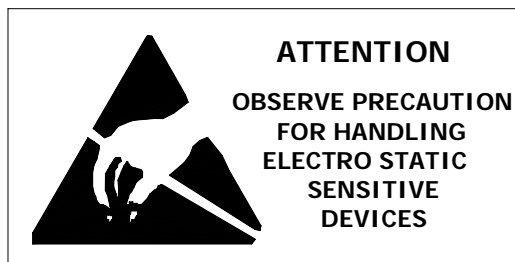 ATTENTION
OBSERVE PRECAUTION
FOR HANDLING
ELECTRO STATIC
SENSITIVE
DEVICES